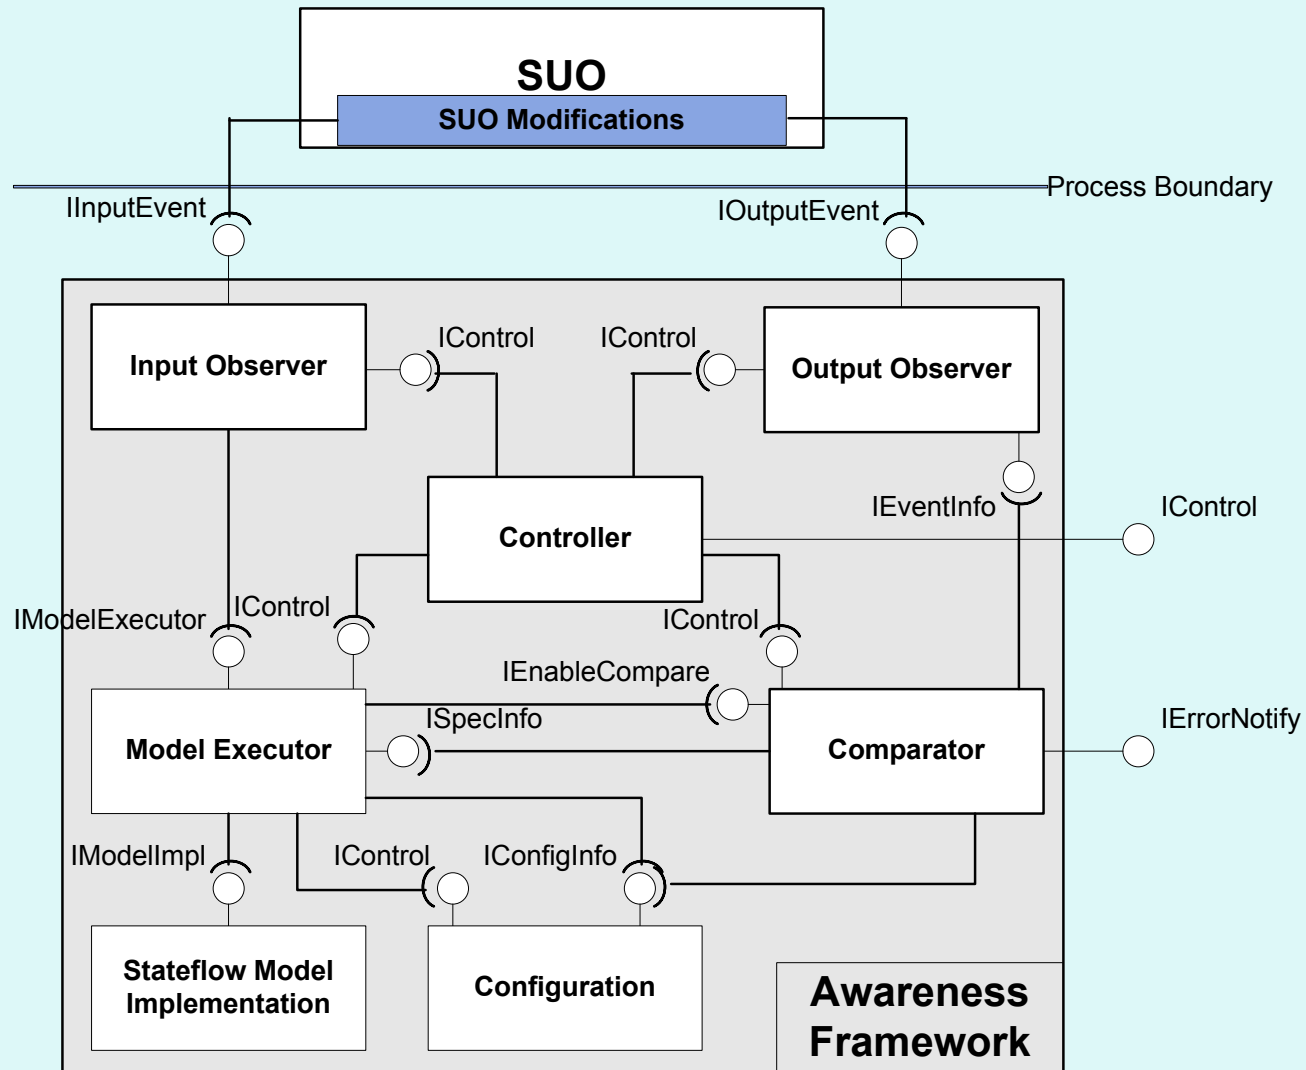 SUO
SUO Modifications
Process Boundary
IInputEvent
IOutputEvent
IControl
IControl
Input Observer
Output Observer
IEventInfo
IControl
Controller
IControl
IModelExecutor
IControl
IEnableCompare
ISpecInfo
IErrorNotify
Model Executor
Comparator
IModelImpl
IControl
IConfigInfo
Stateflow Model
Implementation
Configuration
Awareness
Framework